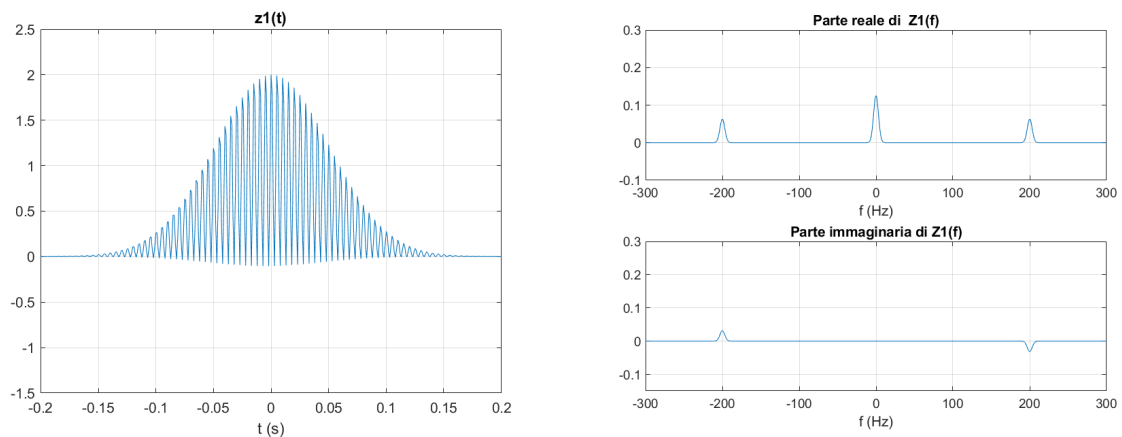 z1(t)
2.5
2
1.5
1
0.5
0
-0.5
-1
-1.5
-0.2 -0.15 -0.1 -0.05 0 0.05 0.1 0.15 0.2
t (s)
Parte reale di Z1(f)
0.3
0.2
0.1
0
-0.1
-300 -200 -100 0 100 200 300
f (Hz)
Parte immaginaria di Z1(f)
0.3
0.2
0.1
0
-0.1
-300 -200 -100 0 100 200 300
f (Hz)